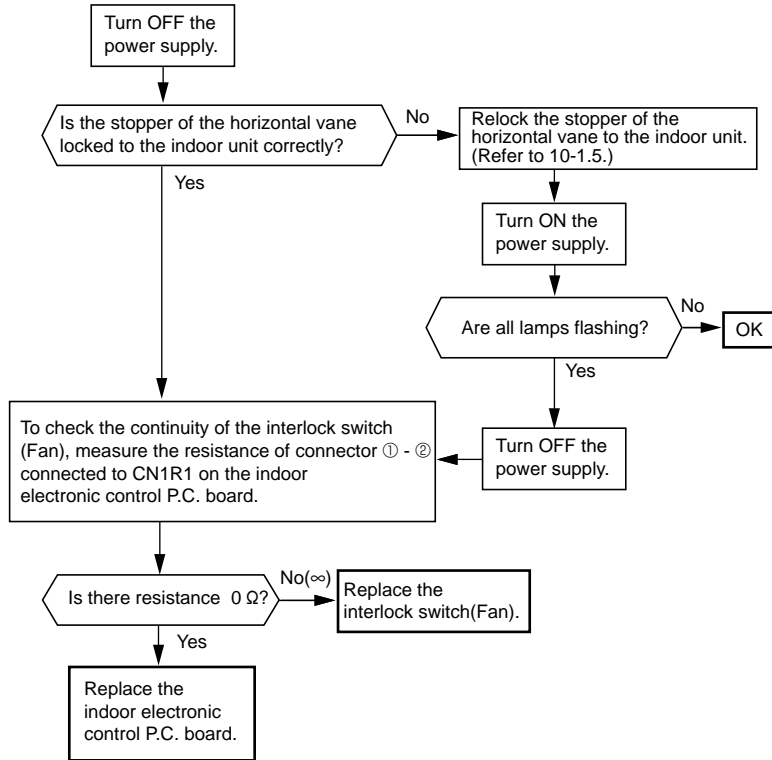 Turn OFF the
power supply.
Is the stopper of the horizontal vane
locked to the indoor unit correctly?
No
Relock the stopper of the
horizontal vane to the indoor unit.
(Refer to 10-1.5.)
Yes
Turn ON the
power supply.
Are all lamps flashing?
No
OK
Yes
Turn OFF the
power supply.
To check the continuity of the interlock switch
(Fan), measure the resistance of connector ① - ②
connected to CN1R1 on the indoor
electronic control P.C. board.
Is there resistance 0 Ω?
No(∞)
Replace the
interlock switch(Fan).
Yes
Replace the
indoor electronic
control P.C. board.